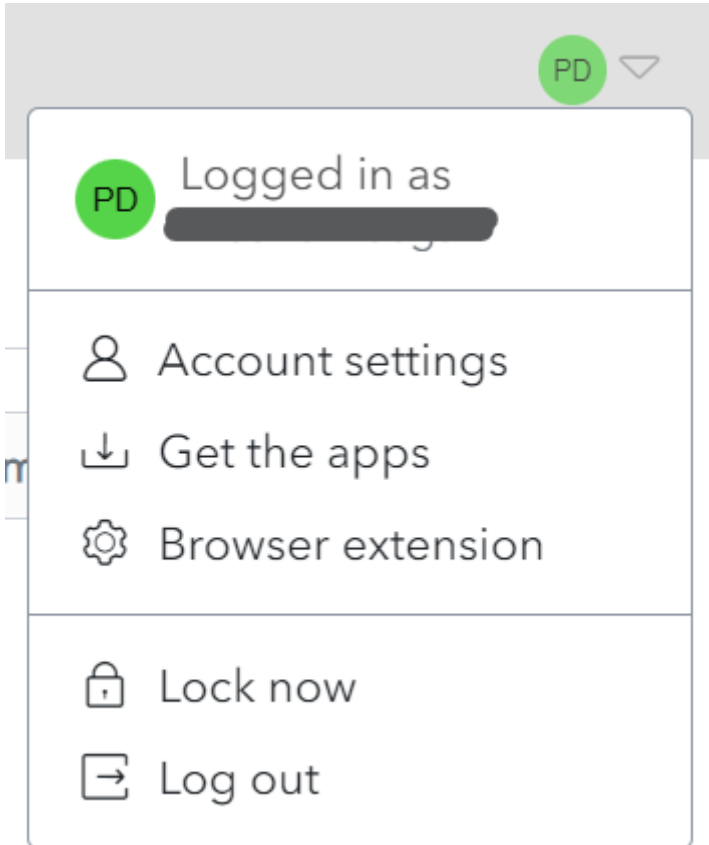 PD
PD
Logged in as
Account settings
Get the apps
Browser extension
Lock now
Log out